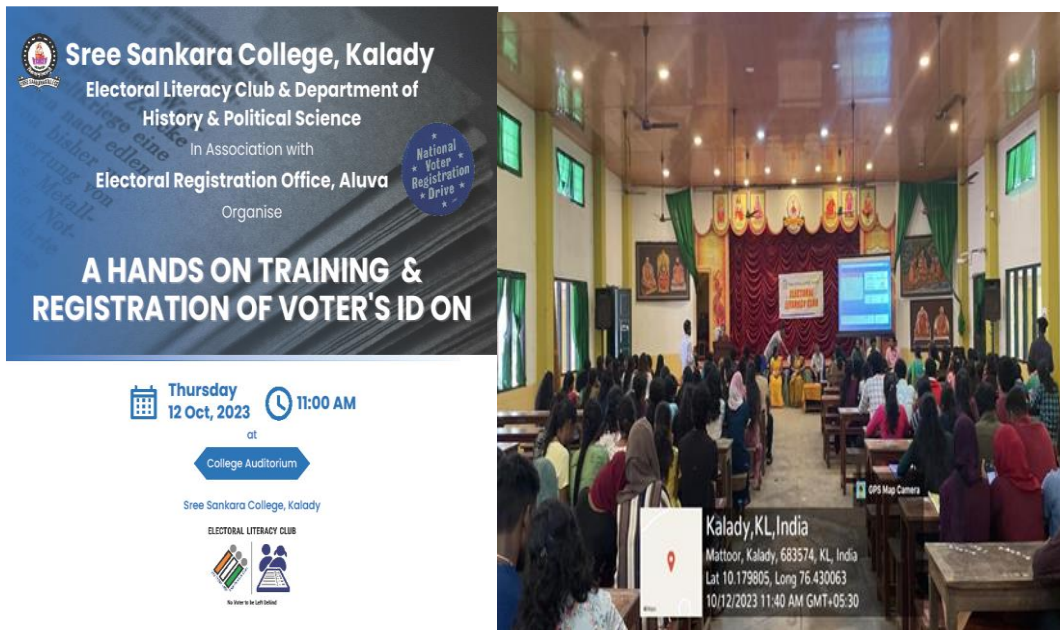 Sree Sankara College, Kalady
Electoral Literacy Club & Department of
History & Political Science
In Association with
Electoral Registration Office, Aluva
Organise
National
Voter
Registration
Drive
A HANDS ON TRAINING &
REGISTRATION OF VOTER'S ID ON
Thursday
12 Oct, 2023
11:00 AM
at
College Auditorium
Sree Sankara College, Kalady
ELECTORAL LITERACY CLUB
No Voter to be Left Behind
ELECTORAL
LITERACY CLUB
GPS Map Camera
Kalady,KL,India
Mattoor, Kalady, 683574, KL, India
Lat 10.179805, Long 76.430063
10/12/2023 11:40 AM GMT+05:30